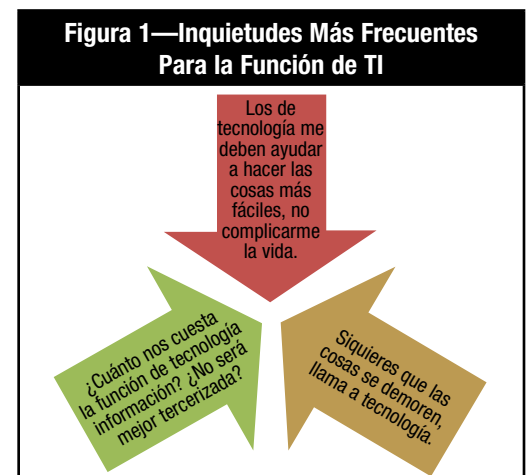 Figura 1—Inquietudes Más Frecuentes
Para la Función de TI
Los de
tecnología me
deben ayudar
a hacer las
cosas más
fáciles, no
complicarme
la vida.
¿Cuánto nos cuesta
la función de tecnología
información? ¿No será
mejor tercerizada?
Siquieres que las
cosas se demoren,
llama a tecnología.